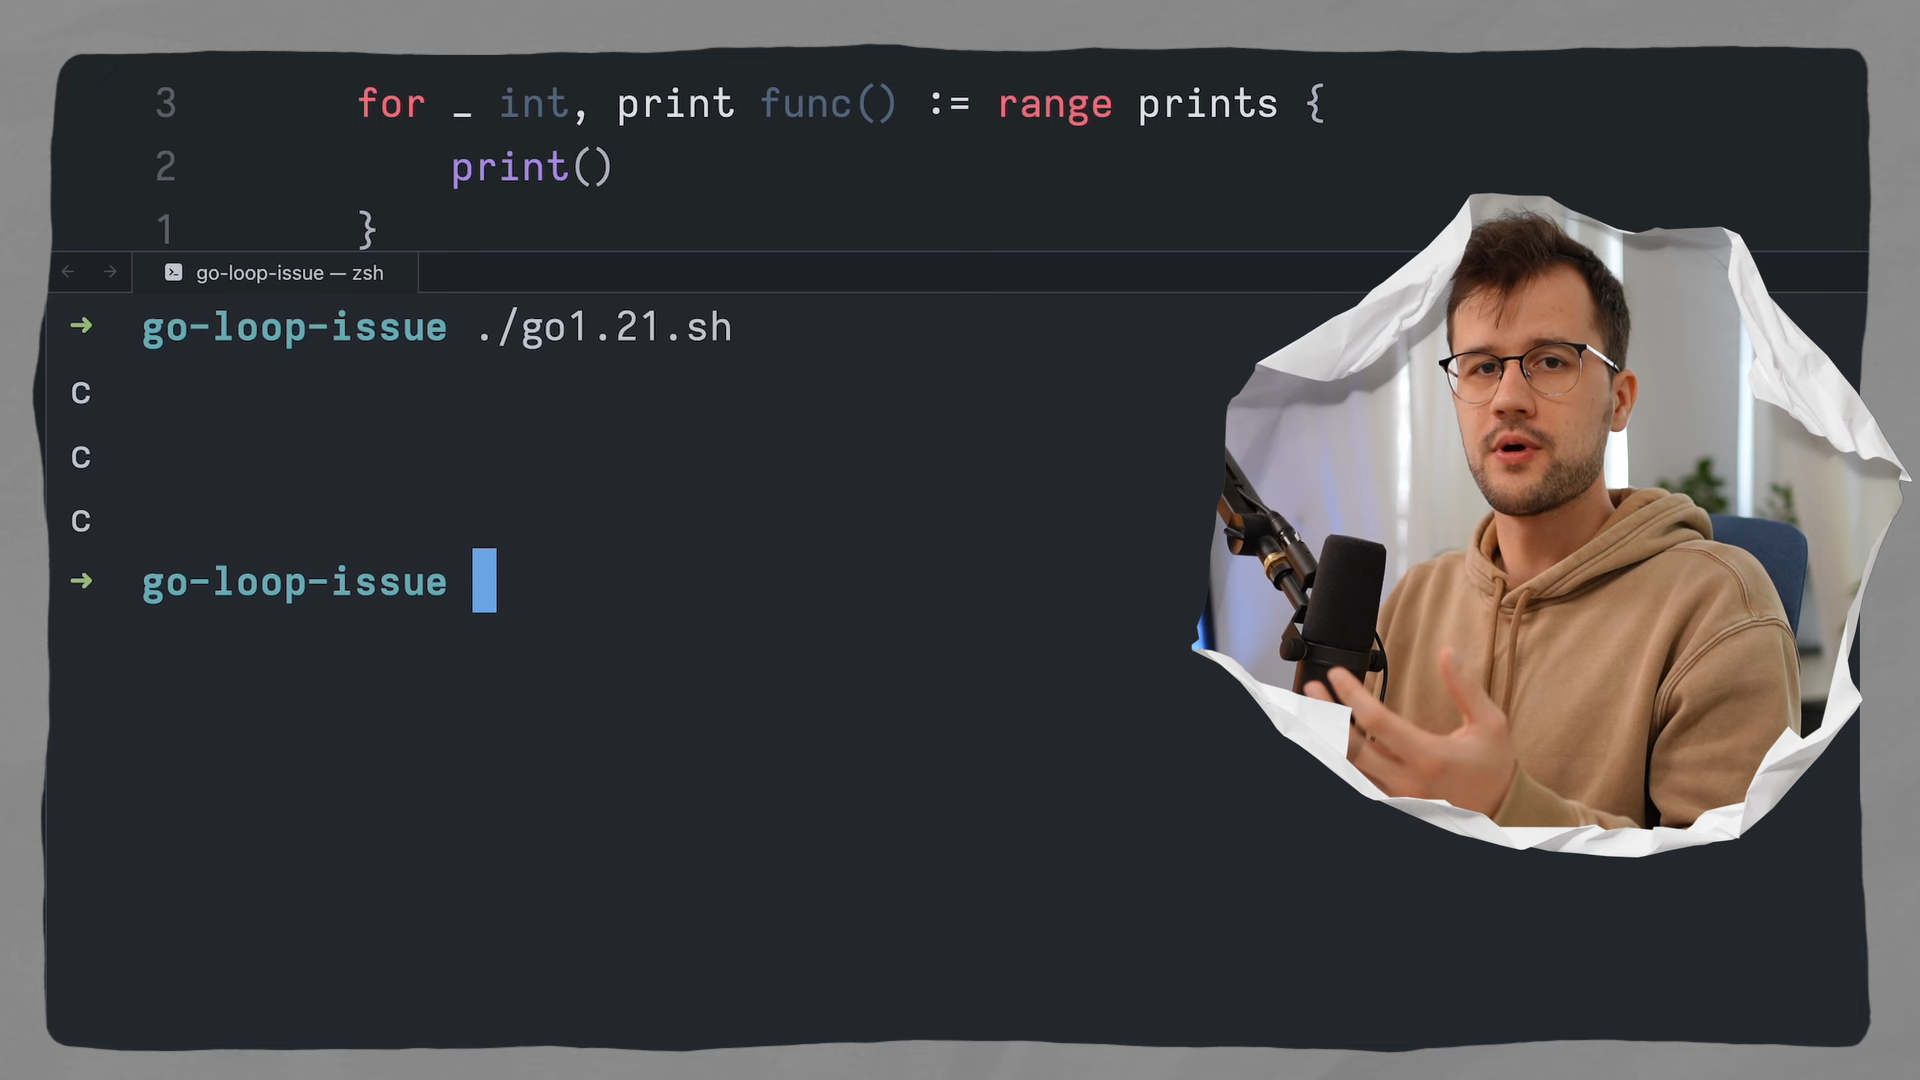 3 for _ int, print func() := range prints {
2 print()
1 }
go-loop-issue — zsh
→ go-loop-issue ./go1.21.sh
c
c
c
→ go-loop-issue